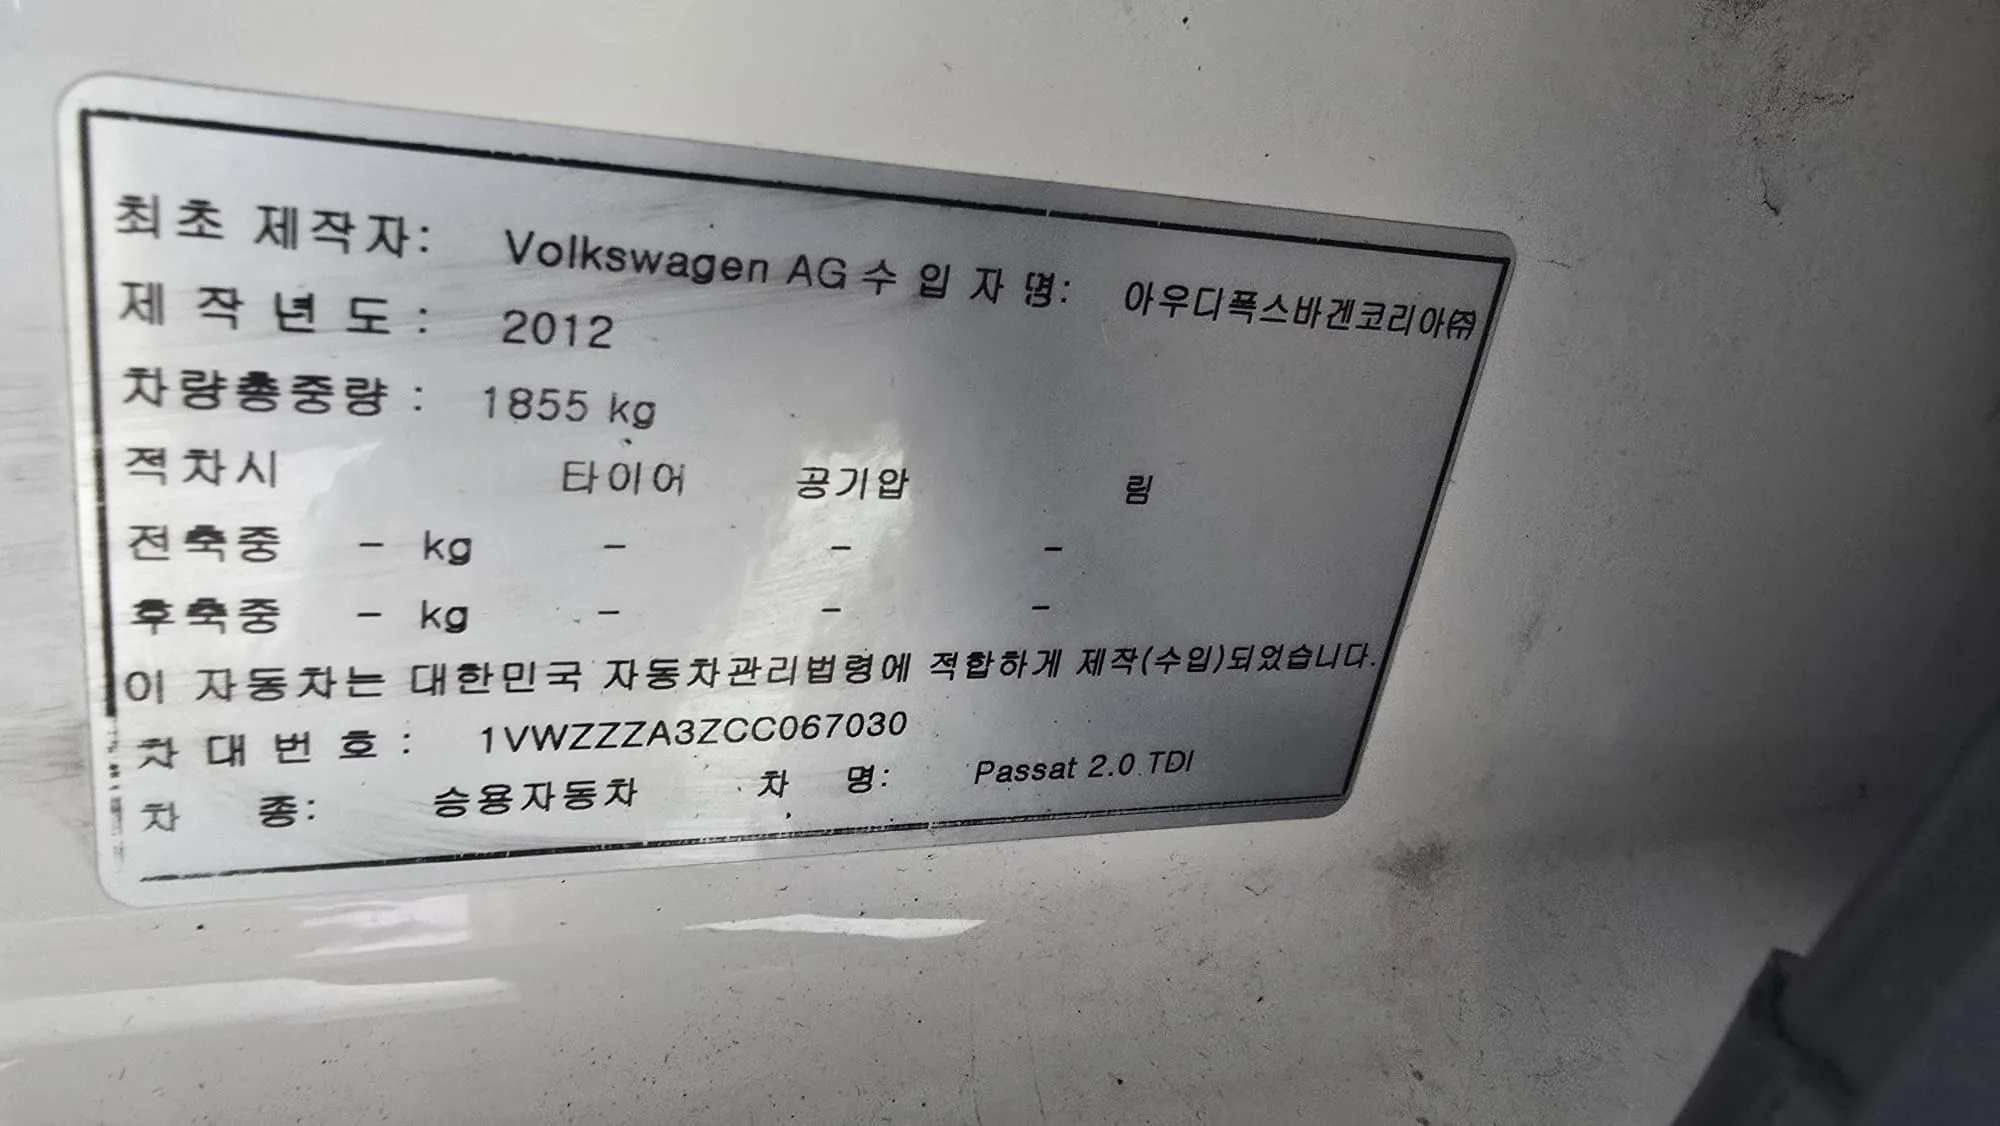 최초 제작자: Volkswagen AG 수 입 자 명: 아우디폭스바겐코리아㈜
제 작 년 도 : 2012
차량총중량 : 1855 kg
적차시 타이어 공기압 림
전축중 - kg - - -
후축중 - kg - - -
이 자동차는 대한민국 자동차관리법령에 적합하게 제작(수입)되었습니다.
차 대 번 호 : 1VWZZZA3ZCC067030
차 종: 승용자동차 차 명: Passat 2.0 TDI